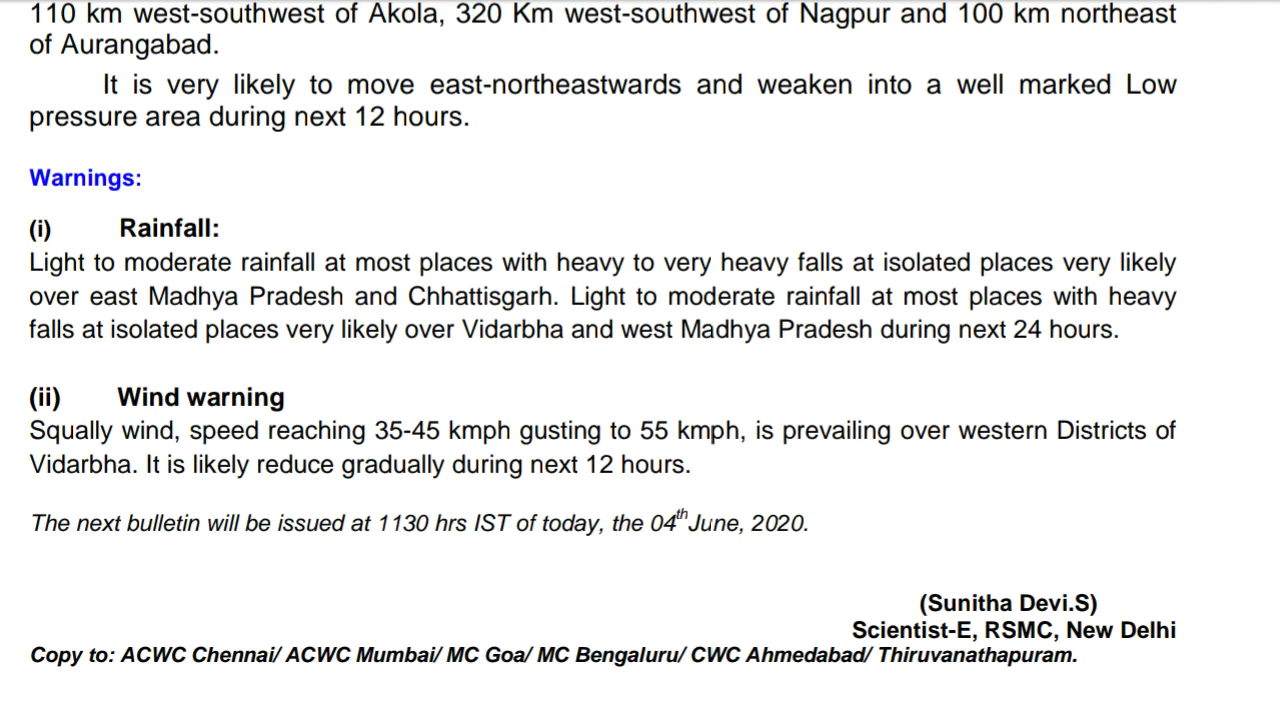 110 km west-southwest of Akola, 320 Km west-southwest of Nagpur and 100 km northeast
of Aurangabad.
It is very likely to move east-northeastwards and weaken into a well marked Low
pressure area during next 12 hours.
Warnings:
(i) Rainfall:
Light to moderate rainfall at most places with heavy to very heavy falls at isolated places very likely
over east Madhya Pradesh and Chhattisgarh. Light to moderate rainfall at most places with heavy
falls at isolated places very likely over Vidarbha and west Madhya Pradesh during next 24 hours.
(ii) Wind warning
Squally wind, speed reaching 35-45 kmph gusting to 55 kmph, is prevailing over western Districts of
Vidarbha. It is likely reduce gradually during next 12 hours.
The next bulletin will be issued at 1130 hrs IST of today, the 04th June, 2020.
(Sunitha Devi.S)
Scientist-E, RSMC, New Delhi
Copy to: ACWC Chennai/ ACWC Mumbai/ MC Goa/ MC Bengaluru/ CWC Ahmedabad/ Thiruvanathapuram.